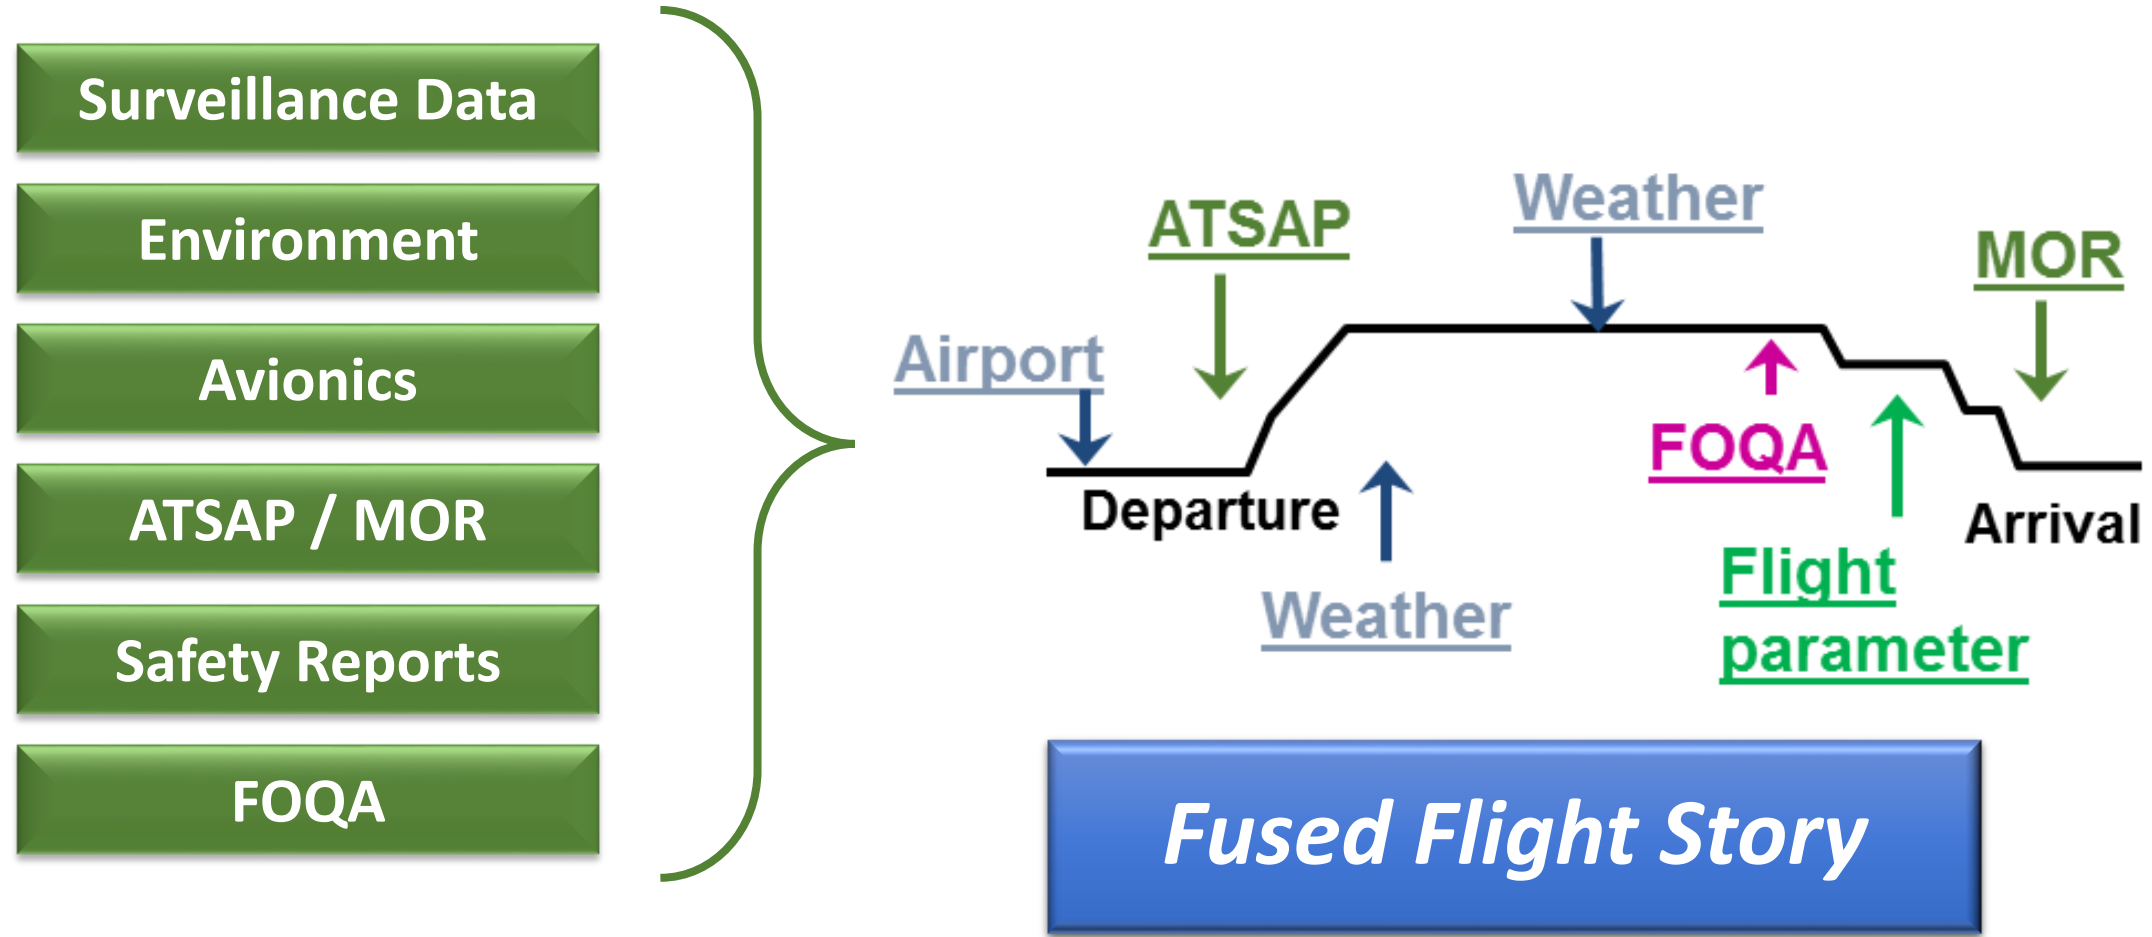 Surveillance Data
Environment
Avionics
ATSAP / MOR
Safety Reports
FOQA
Airport
ATSAP
Weather
MOR
Departure
Weather
FOQA
Flight
parameter
Arrival
Fused Flight Story